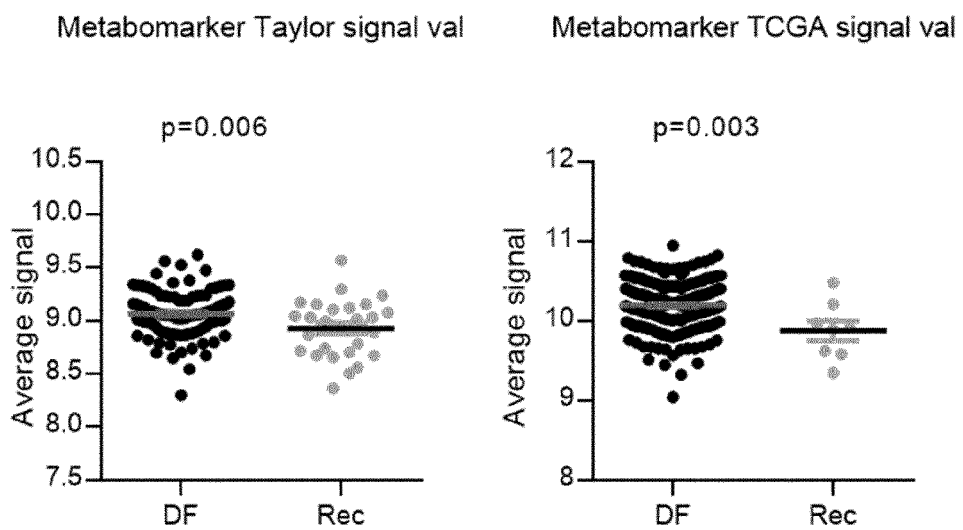 Metabomarker Taylor signal val
p=0.006
10.5
10.0
9.5
9.0
8.5
8.0
7.5
Average signal
DF
Rec
Metabomarker TCGA signal val
p=0.003
12
11
10
9
8
Average signal
DF
Rec